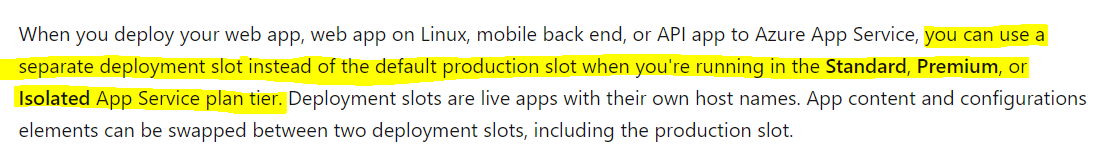 When you deploy your web app, web app on Linux, mobile back end, or API app to Azure App Service, you can use a
separate deployment slot instead of the default production slot when you're running in the Standard, Premium, or
Isolated App Service plan tier. Deployment slots are live apps with their own host names. App content and configurations
elements can be swapped between two deployment slots, including the production slot.